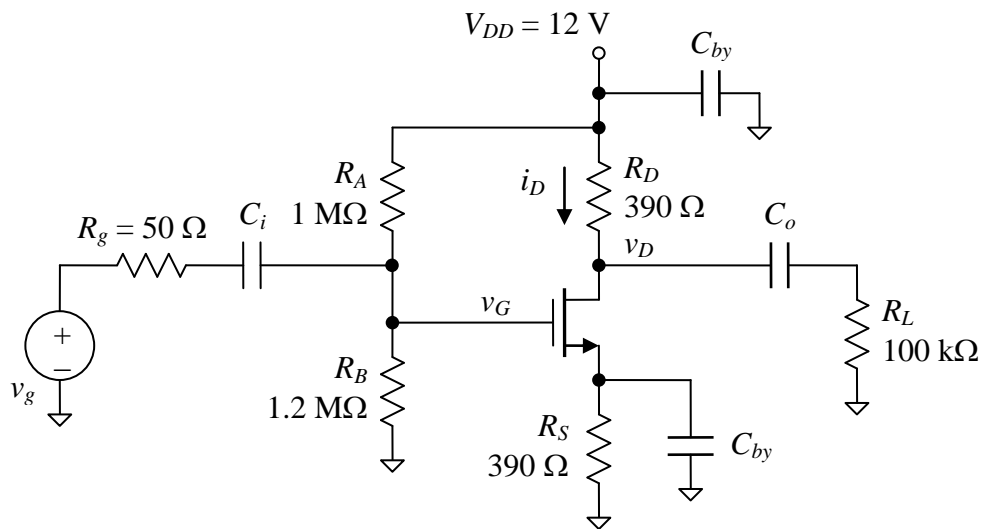 V_DD = 12 V
C_by
R_A
1 MΩ
i_D
R_D
390 Ω
R_g = 50 Ω
C_i
C_o
v_D
v_G
R_L
100 kΩ
+
−
v_g
R_B
1.2 MΩ
R_S
390 Ω
C_by